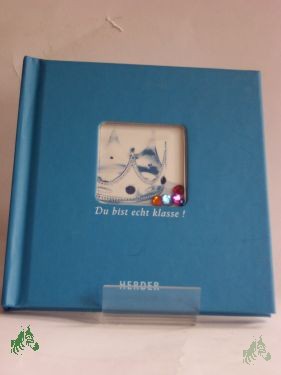 Du bist echt klasse !
HERDER